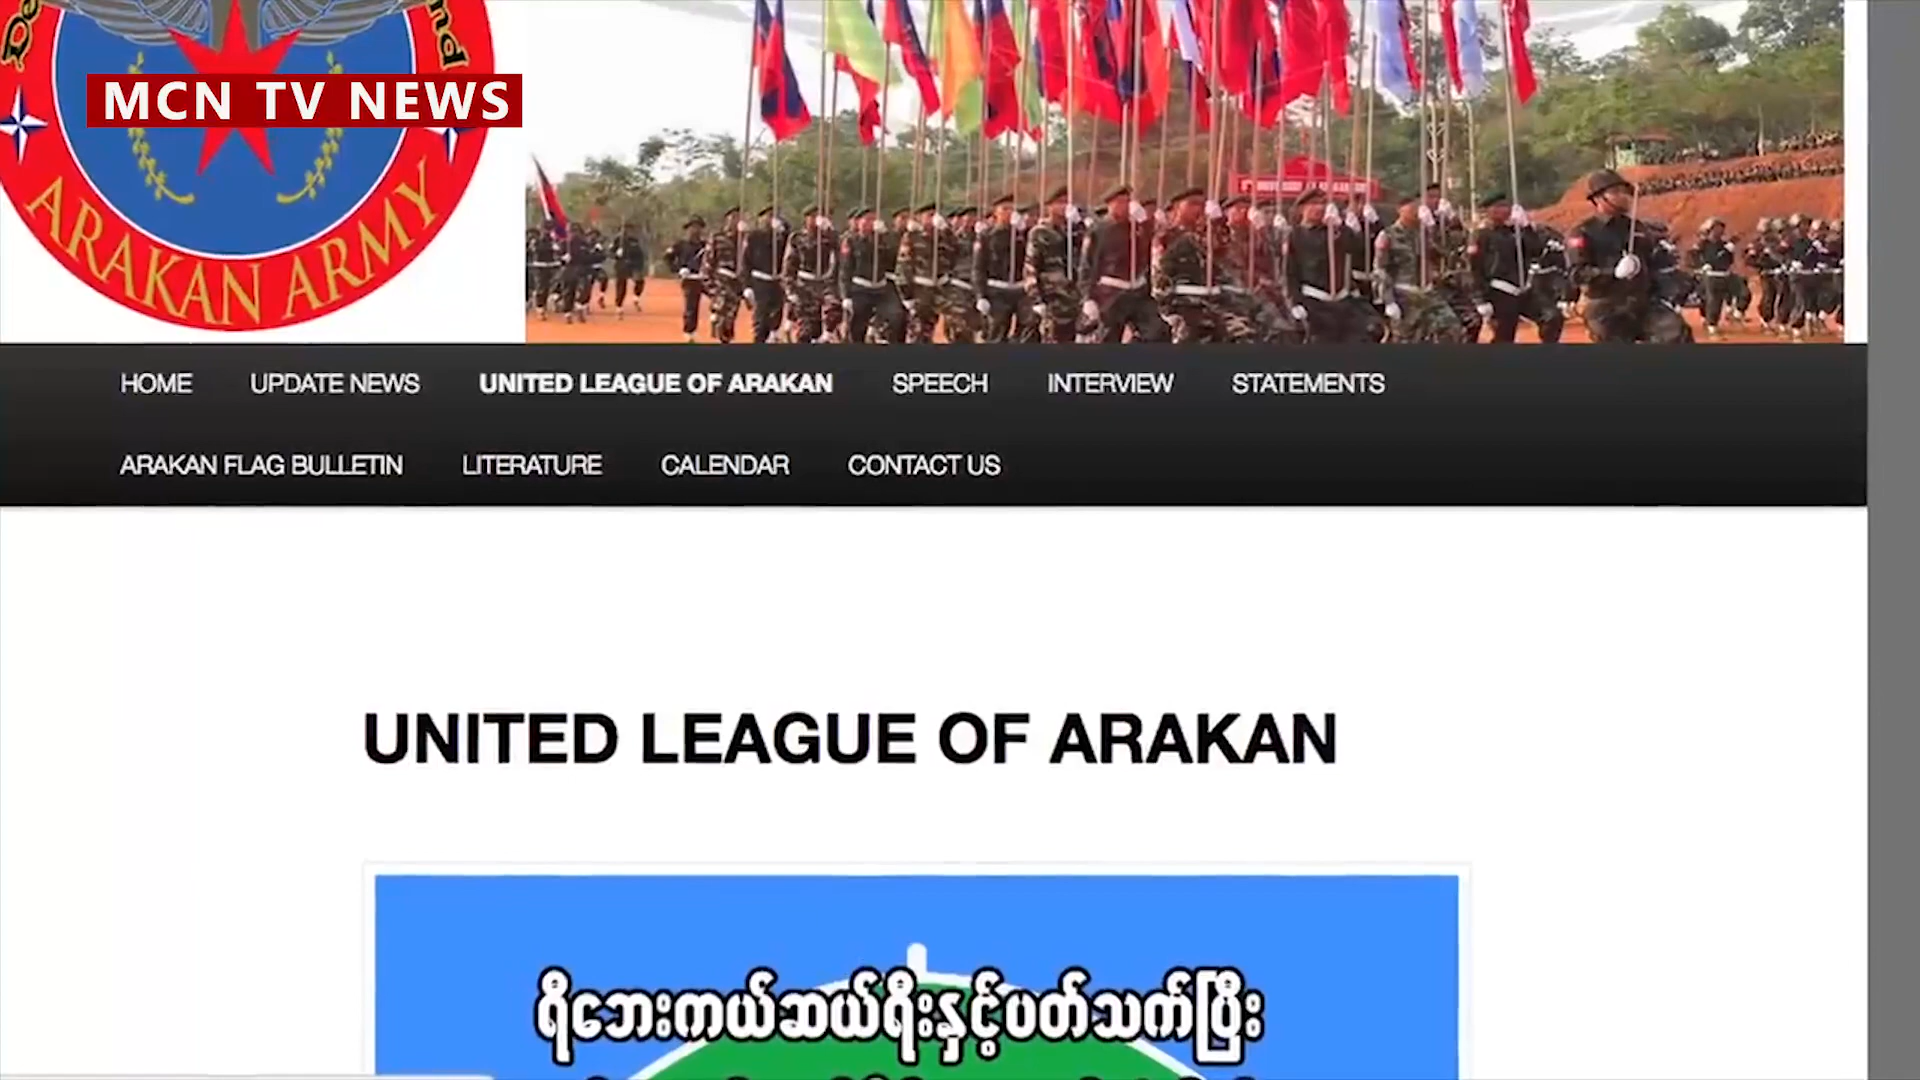 MCN TV NEWS
ARAKAN ARMY
HOME UPDATE NEWS UNITED LEAGUE OF ARAKAN SPEECH INTERVIEW STATEMENTS
ARAKAN FLAG BULLETIN LITERATURE CALENDAR CONTACT US
UNITED LEAGUE OF ARAKAN
ရီဘေးကယ်ဆယ်ရီးနှင့်ပတ်သက်ပြီး